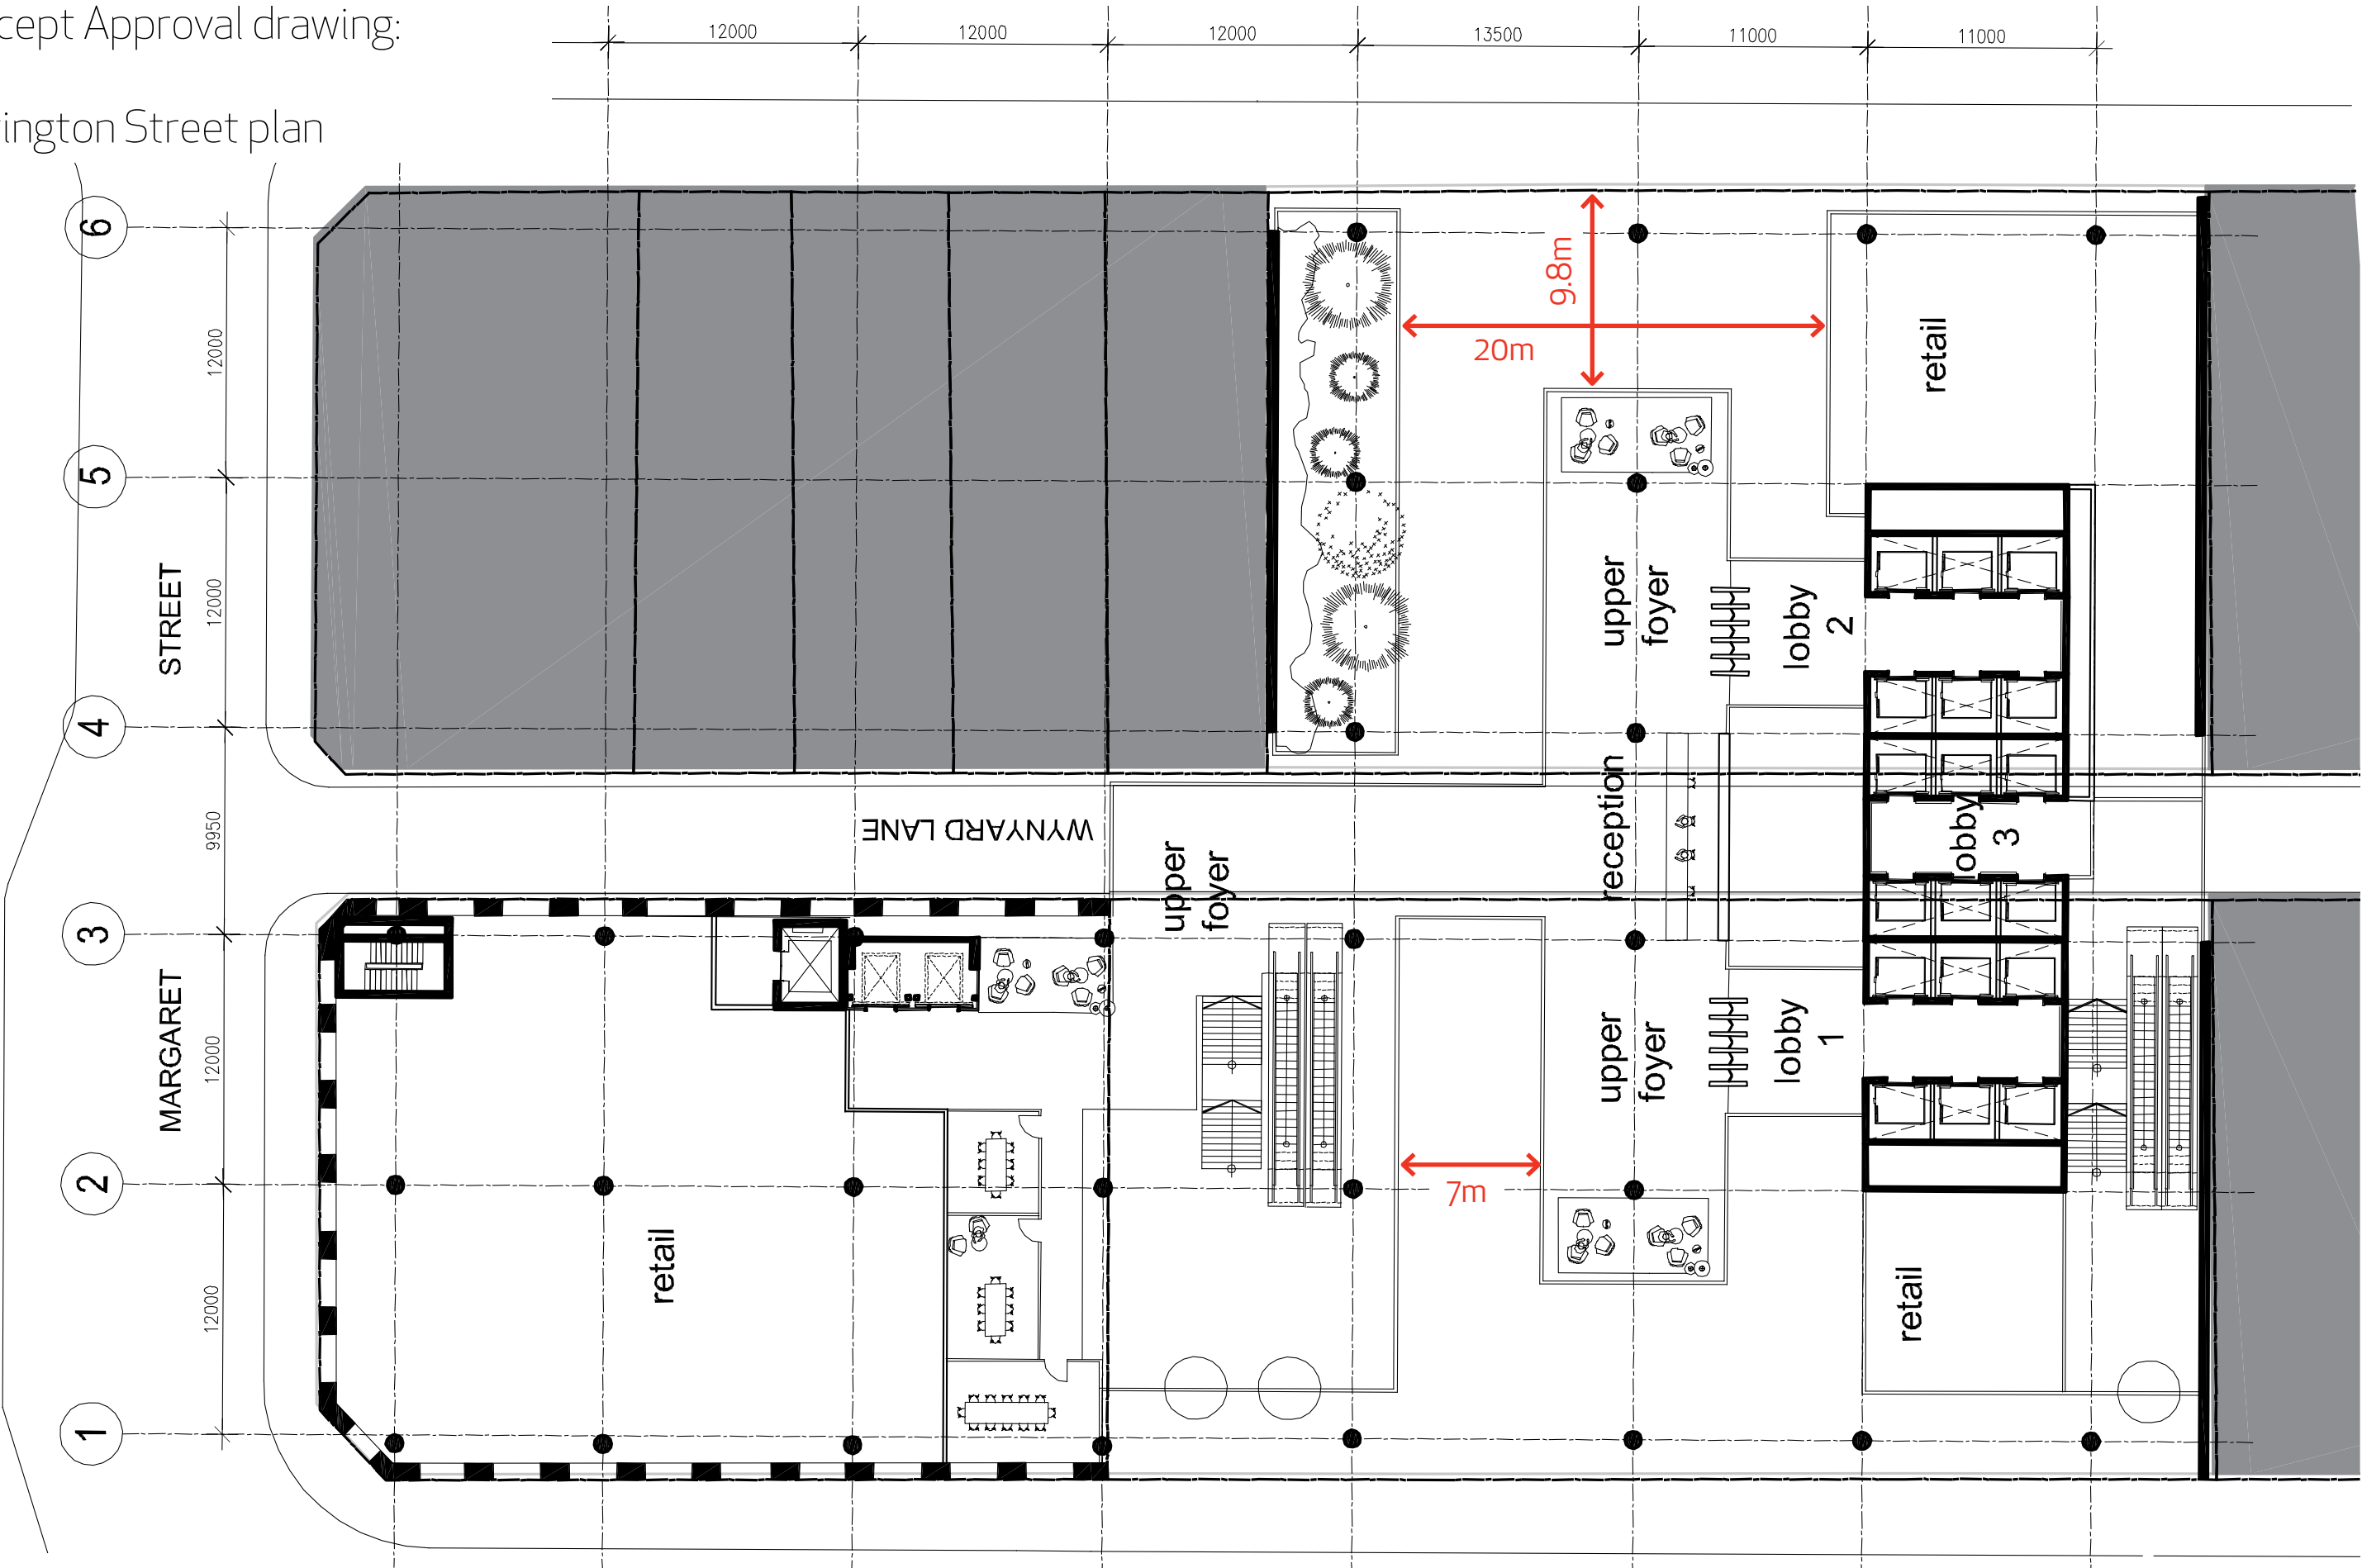 cept Approval drawing:
ington Street plan
12000
12000
12000
13500
11000
11000
6
5
4
3
2
1
12000
12000
9950
12000
12000
STREET
MARGARET
WYNYARD LANE
9.8m
20m
7m
retail
upper
foyer
lobby
2
reception
lobby
3
upper
foyer
upper
foyer
lobby
1
retail
retail